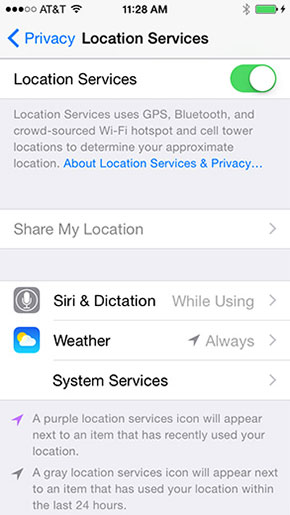 AT&T 11:28 AM
Privacy Location Services
Location Services
Location Services uses GPS, Bluetooth, and
crowd-sourced Wi-Fi hotspot and cell tower
locations to determine your approximate
location. About Location Services & Privacy...
Share My Location
Siri & Dictation While Using
Weather Always
System Services
A purple location services icon will appear
next to an item that has recently used your
location.
A gray location services icon will appear next
to an item that has used your location within
the last 24 hours.